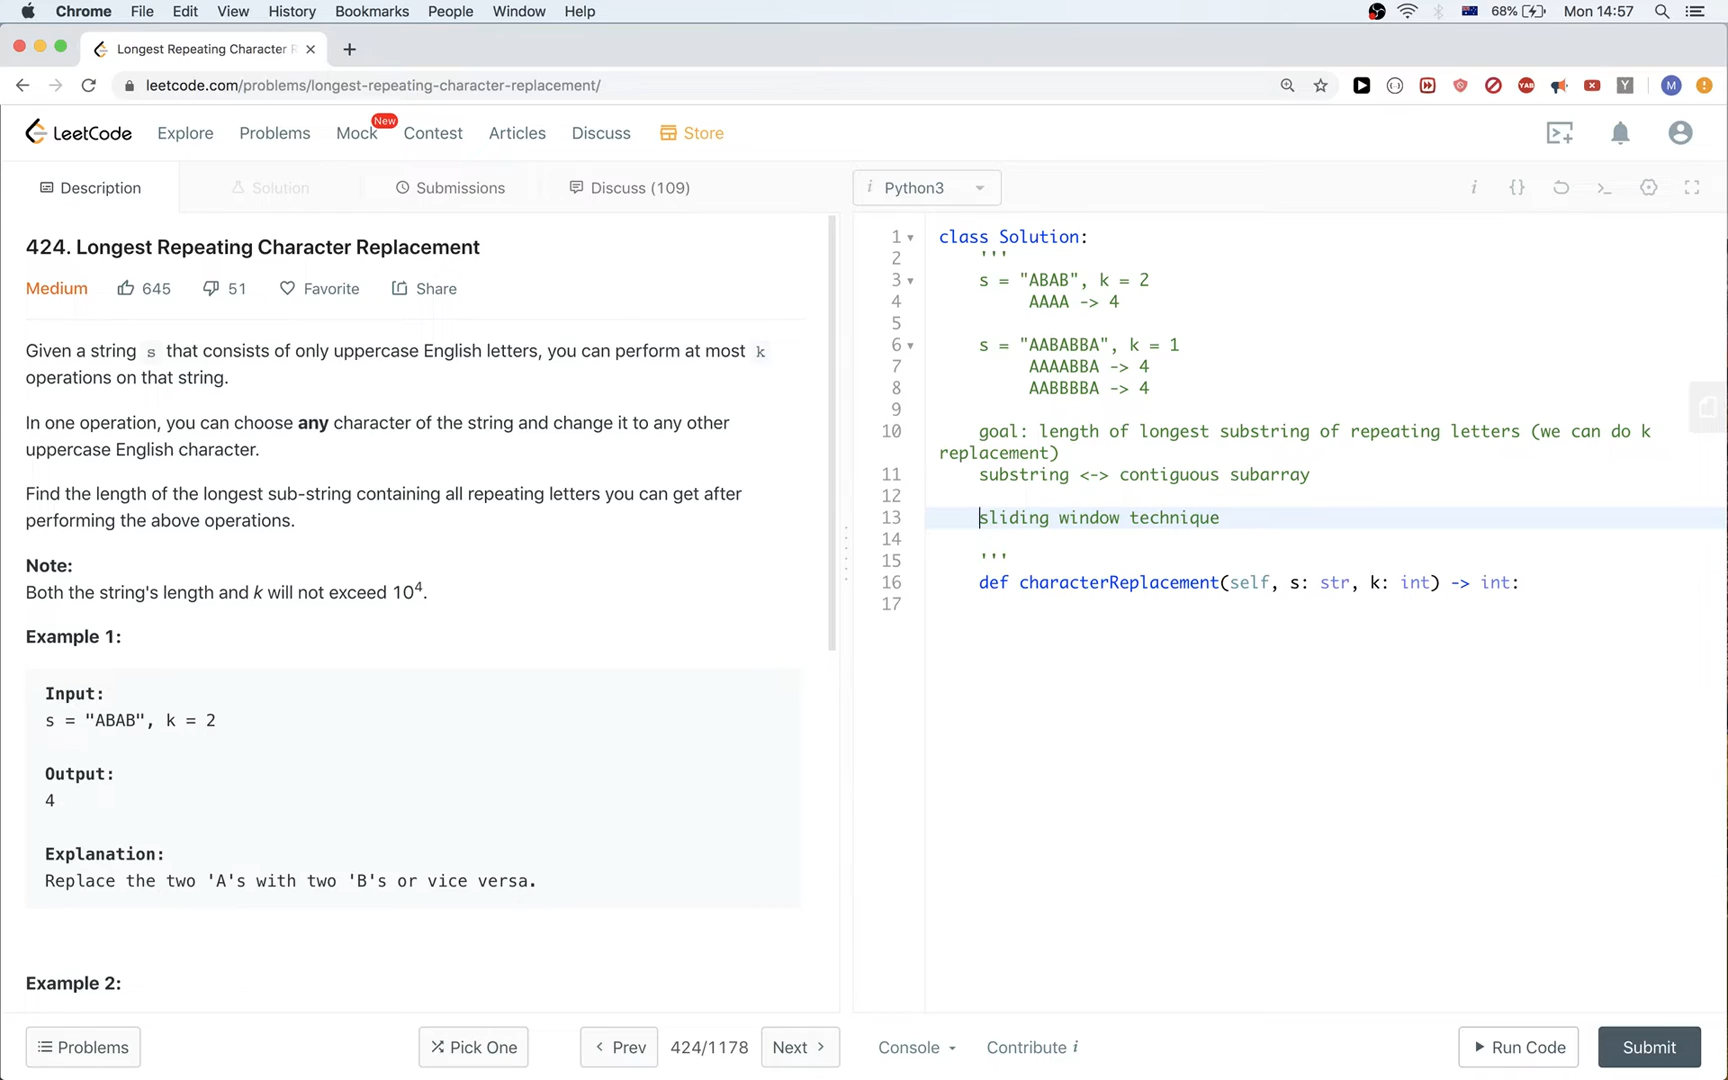 Chrome File Edit View History Bookmarks People Window Help 68% Mon 14:57
Longest Repeating Character R
leetcode.com/problems/longest-repeating-character-replacement/
YAB Y M
LeetCode Explore Problems Mock New Contest Articles Discuss Store
Description Solution Submissions Discuss (109)
i Python3
i {} >_
424. Longest Repeating Character Replacement
Medium 645 51 Favorite Share
Given a string s that consists of only uppercase English letters, you can perform at most k
operations on that string.
In one operation, you can choose any character of the string and change it to any other
uppercase English character.
Find the length of the longest sub-string containing all repeating letters you can get after
performing the above operations.
Note:
Both the string's length and k will not exceed 10⁴.
Example 1:
Input:
s = "ABAB", k = 2
Output:
4
Explanation:
Replace the two 'A's with two 'B's or vice versa.
Example 2:
1 class Solution:
2 '''
3 s = "ABAB", k = 2
4 AAAA -> 4
5
6 s = "AABABBA", k = 1
7 AAAABBA -> 4
8 AABBBBA -> 4
9
10 goal: length of longest substring of repeating letters (we can do k
replacement)
11 substring <-> contiguous subarray
12
13 sliding window technique
14
15 '''
16 def characterReplacement(self, s: str, k: int) -> int:
17
Problems Pick One < Prev 424/1178 Next > Console Contribute i Run Code Submit